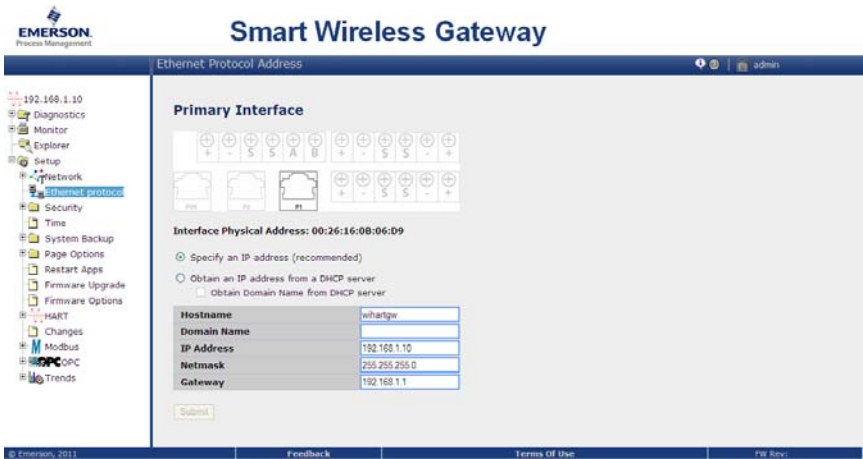 EMERSON.
Process Management
Smart Wireless Gateway
Ethernet Protocol Address
admin
192.168.1.10
Diagnostics
Monitor
Explorer
Setup
Network
Ethernet protocol
Security
Time
System Backup
Page Options
Restart Apps
Firmware Upgrade
Firmware Options
HART
Changes
Modbus
OPC OPC
Trends
Primary Interface
+ - S S A B + - S S - +
+ - S S - +
P2 P1
Interface Physical Address: 00:26:16:0B:06:D9
Specify an IP address (recommended)
Obtain an IP address from a DHCP server
Obtain Domain Name from DHCP server
Hostname wihartgw
Domain Name
IP Address 192.168.1.10
Netmask 255.255.255.0
Gateway 192.168.1.1
Submit
© Emerson, 2011 Feedback Terms Of Use FW Rev: